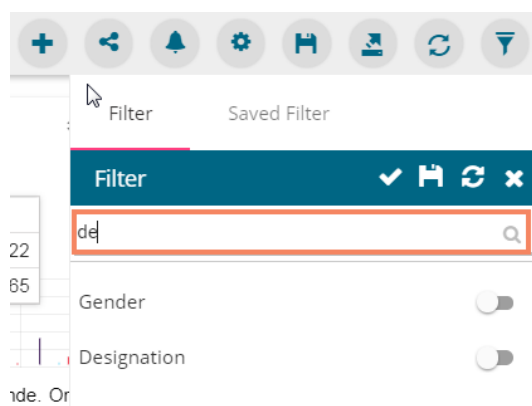 Filter Saved Filter
Filter
de
22
65
Gender
Designation
nde. Or